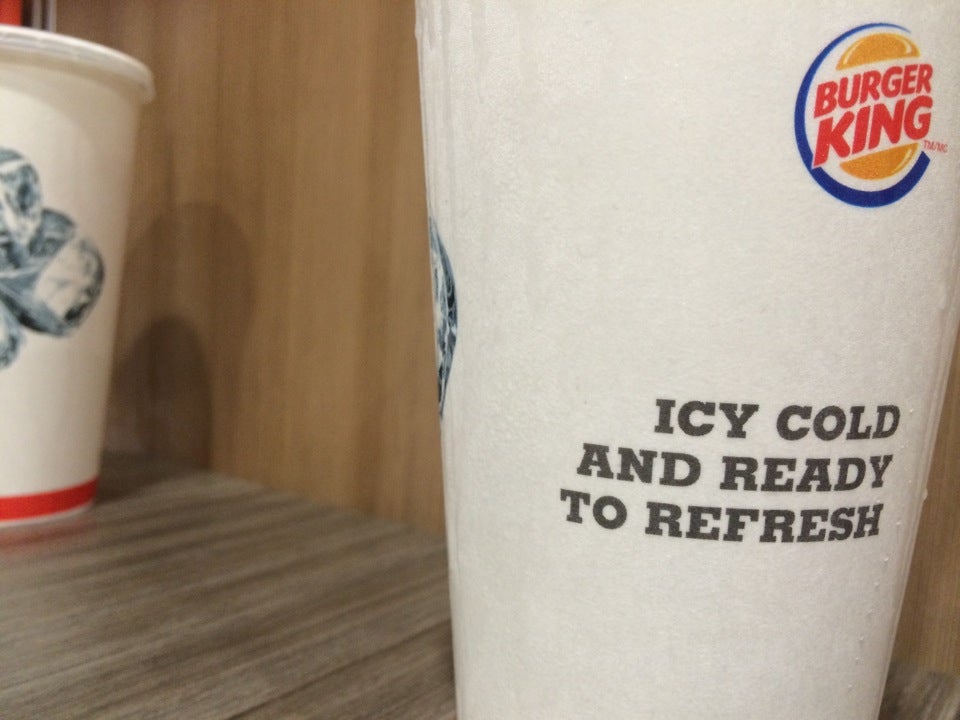 BURGER
KING
TM/MC
ICY COLD
AND READY
TO REFRESH